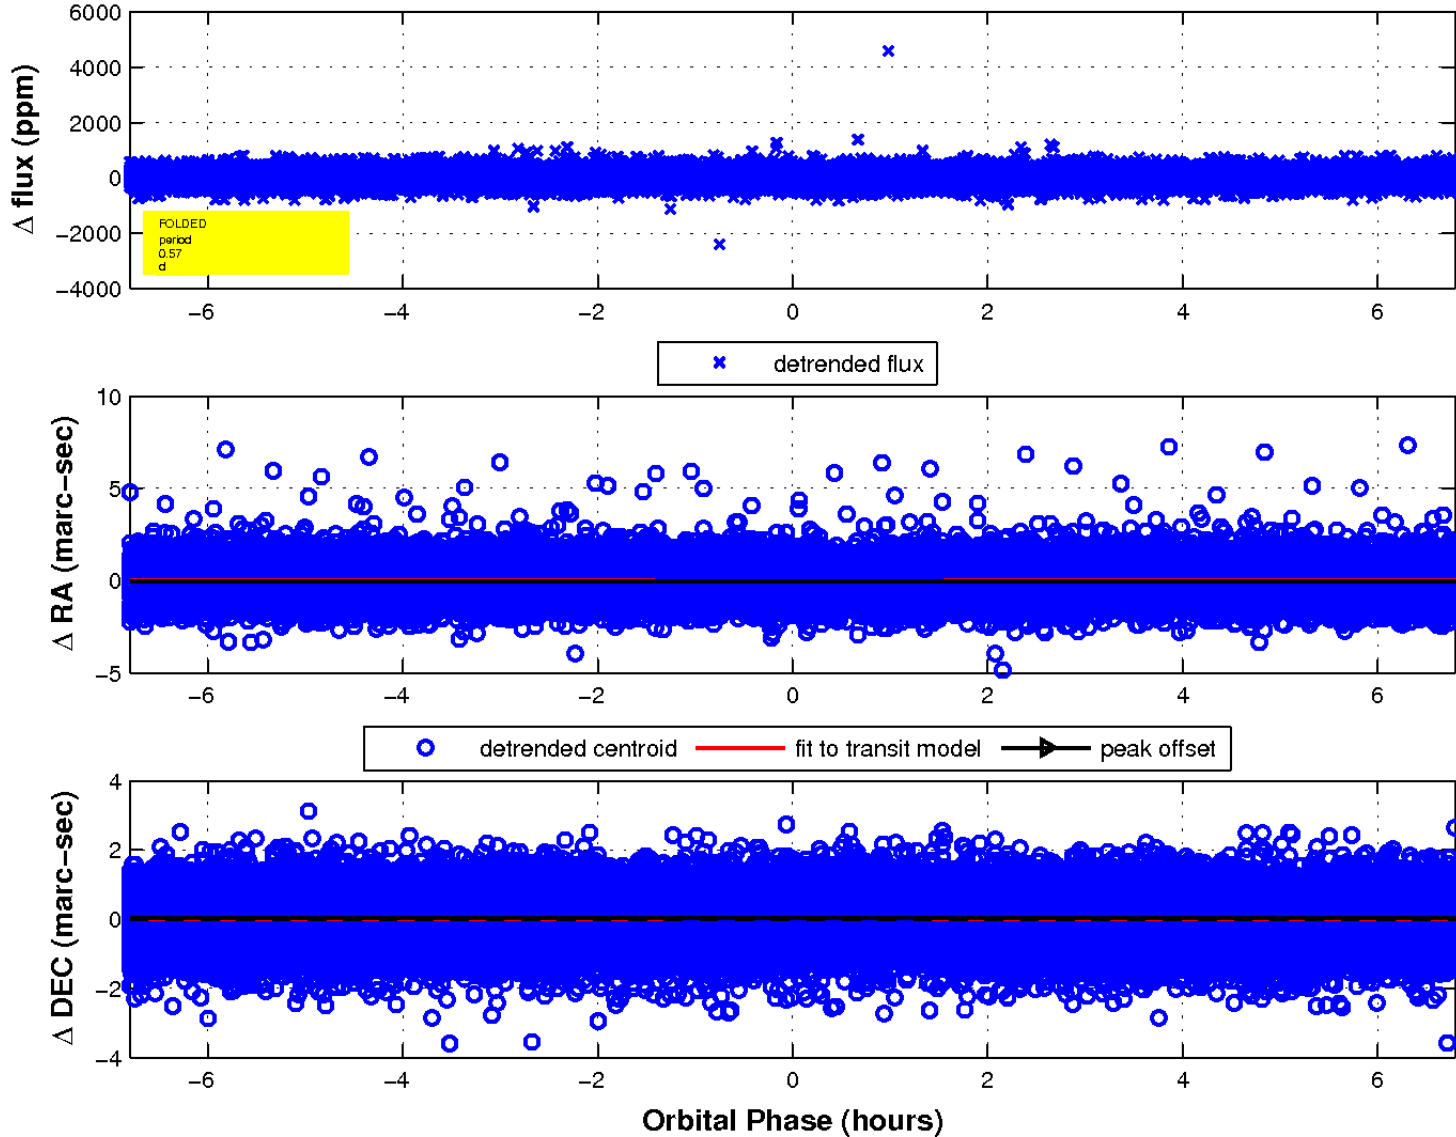 6000
4000
2000
0
−2000
−4000
Δ flux (ppm)
FOLDED
period
0.57
d
−6 −4 −2 0 2 4 6
detrended flux
10
5
0
−5
Δ RA (marc−sec)
−6 −4 −2 0 2 4 6
detrended centroid fit to transit model peak offset
4
2
0
−2
−4
Δ DEC (marc−sec)
−6 −4 −2 0 2 4 6
Orbital Phase (hours)